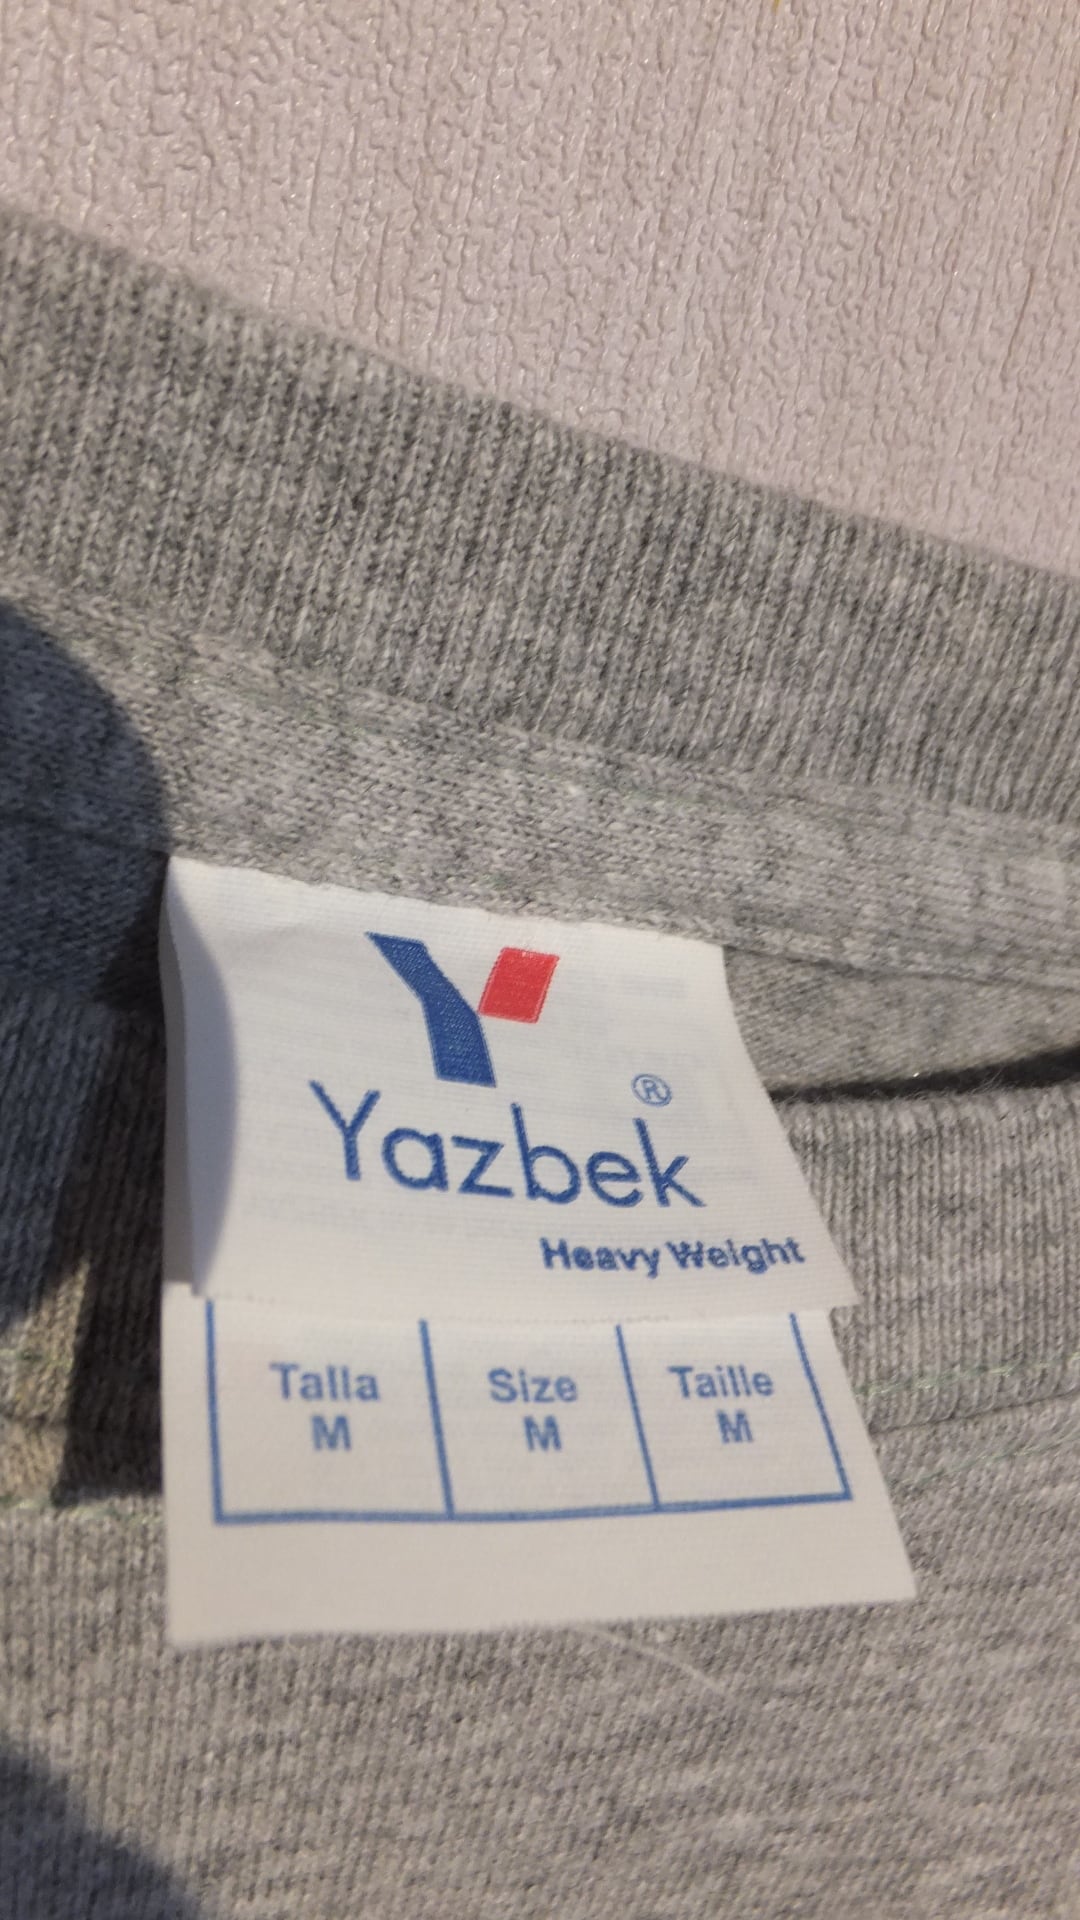 Yazbek ®
Heavy Weight
Talla Size Taille
M M M